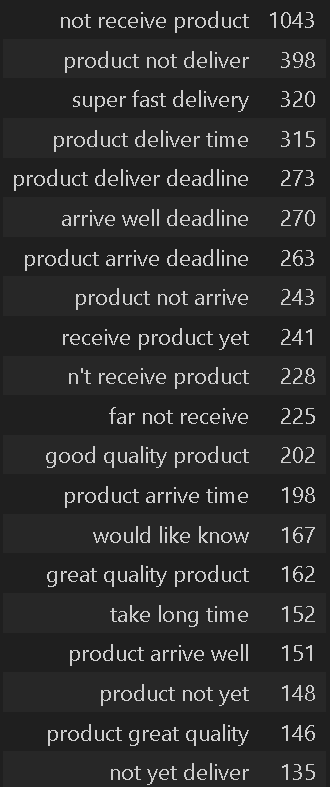 not receive product 1043
product not deliver 398
super fast delivery 320
product deliver time 315
product deliver deadline 273
arrive well deadline 270
product arrive deadline 263
product not arrive 243
receive product yet 241
n't receive product 228
far not receive 225
good quality product 202
product arrive time 198
would like know 167
great quality product 162
take long time 152
product arrive well 151
product not yet 148
product great quality 146
not yet deliver 135